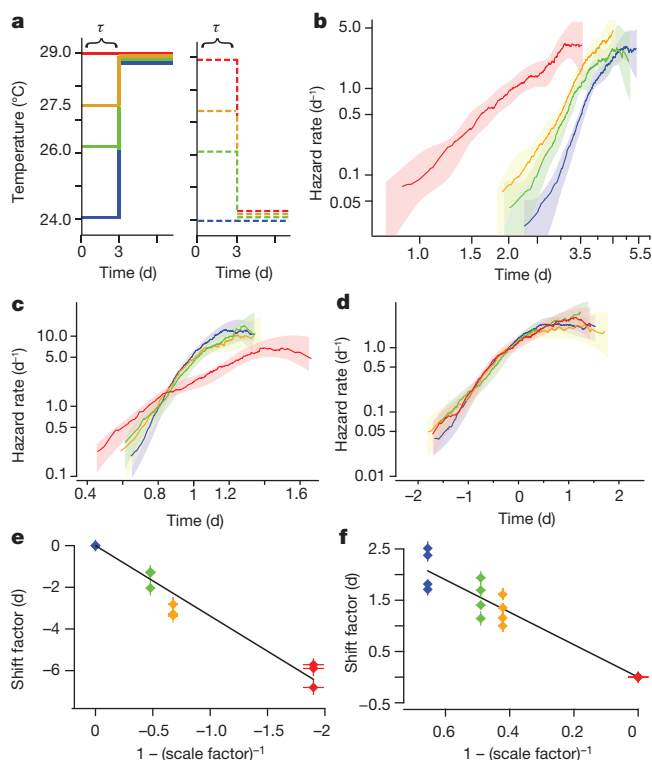 a
τ
τ
Temperature (°C)
29.0
27.5
26.0
24.0
0
3
0
3
Time (d)
Time (d)
b
Hazard rate (d⁻¹)
5.0
1.0
0.1
0.05
1.0
1.5
2.0
3.5
5.5
Time (d)
c
Hazard rate (d⁻¹)
10.0
5.0
1.0
0.5
0.1
0.4
0.8
1.2
1.6
Time (d)
d
Hazard rate (d⁻¹)
1.0
0.1
0.05
0.01
−2
−1
0
1
2
Time (d)
e
Shift factor (d)
0
−2
−4
−6
0
−0.5
−1
−1.5
−2
1 – (scale factor)⁻¹
f
Shift factor (d)
2.5
1.5
0.5
−0.5
0.6
0.4
0.2
0
1 – (scale factor)⁻¹